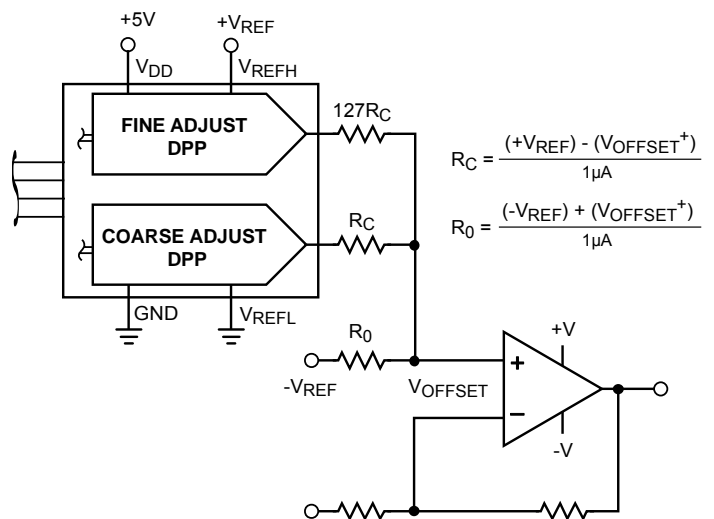 +5V
+VREF
VDD
VREFH
FINE ADJUST
DPP
127RC
COARSE ADJUST
DPP
RC
GND
VREFL
RC = (+VREF) - (VOFFSET+)
1µA
R0 = (-VREF) + (VOFFSET+)
1µA
R0
-VREF
VOFFSET
+V
+
−
-V